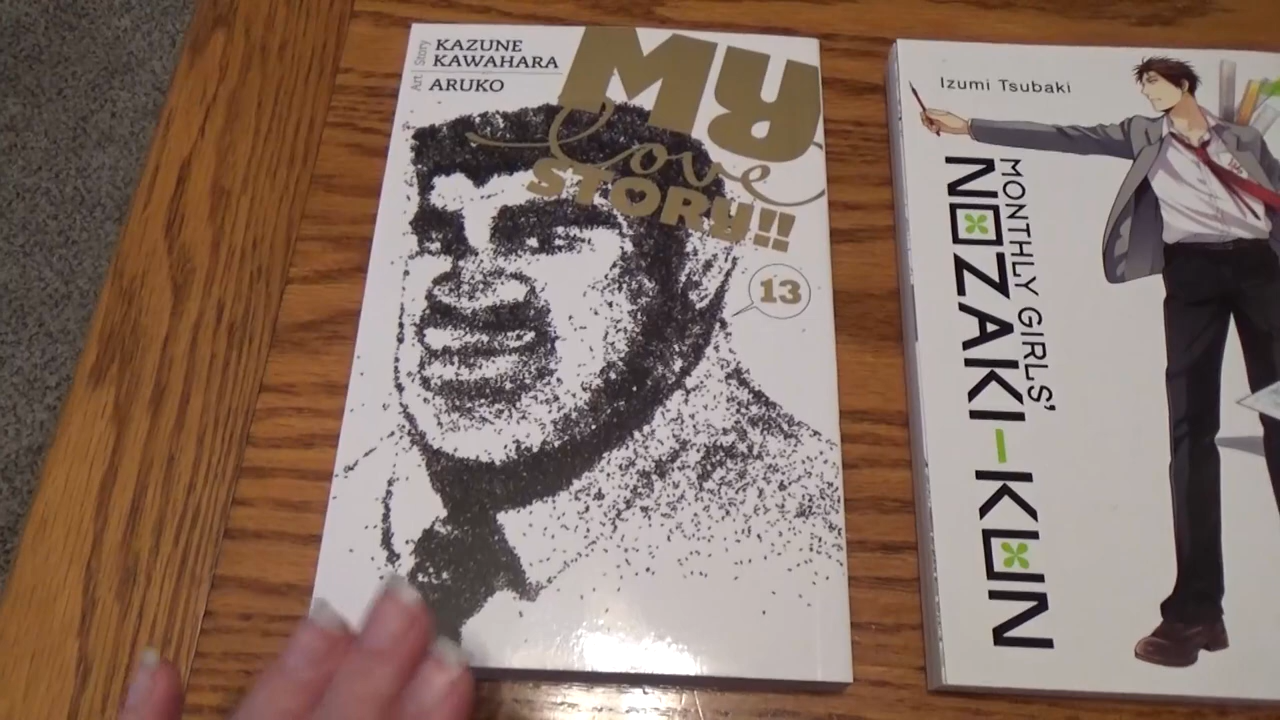 Story KAZUNE KAWAHARA
Art ARUKO
MY
love
STORY!!
13
Izumi Tsubaki
MONTHLY GIRLS'
NOZAKI-KUN